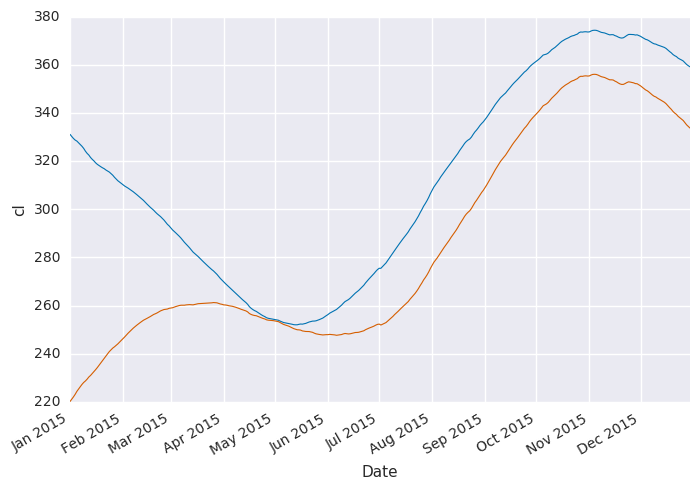 380
360
340
320
300
280
260
240
220
cl
Jan 2015
Feb 2015
Mar 2015
Apr 2015
May 2015
Jun 2015
Jul 2015
Aug 2015
Sep 2015
Oct 2015
Nov 2015
Dec 2015
Date